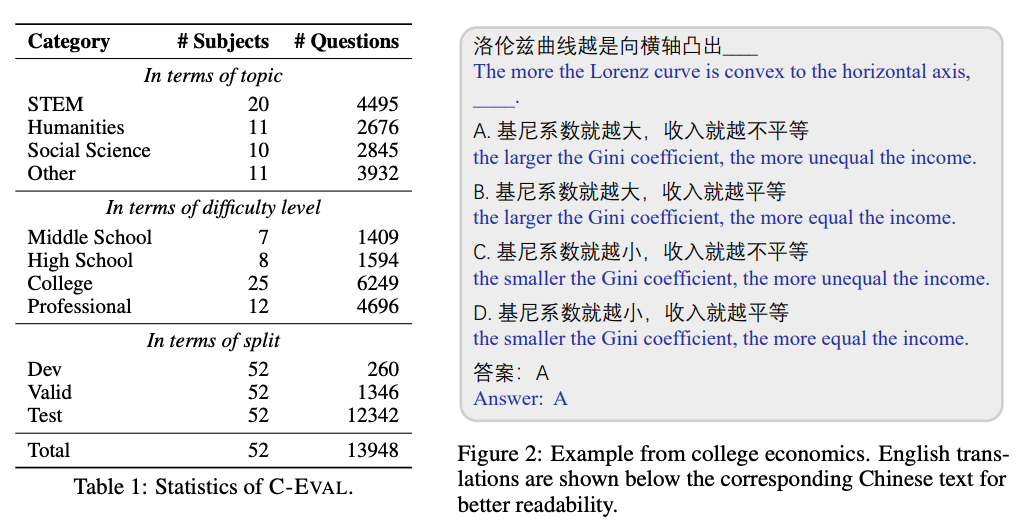 Category # Subjects # Questions
In terms of topic
STEM 20 4495
Humanities 11 2676
Social Science 10 2845
Other 11 3932
In terms of difficulty level
Middle School 7 1409
High School 8 1594
College 25 6249
Professional 12 4696
In terms of split
Dev 52 260
Valid 52 1346
Test 52 12342
Total 52 13948
Table 1: Statistics of C-EVAL.
洛伦兹曲线越是向横轴凸出____
The more the Lorenz curve is convex to the horizontal axis,
____.
A. 基尼系数就越大，收入就越不平等
the larger the Gini coefficient, the more unequal the income.
B. 基尼系数就越大，收入就越平等
the larger the Gini coefficient, the more equal the income.
C. 基尼系数就越小，收入就越不平等
the smaller the Gini coefficient, the more unequal the income.
D. 基尼系数就越小，收入就越平等
the smaller the Gini coefficient, the more equal the income.
答案：A
Answer: A
Figure 2: Example from college economics. English trans-
lations are shown below the corresponding Chinese text for
better readability.